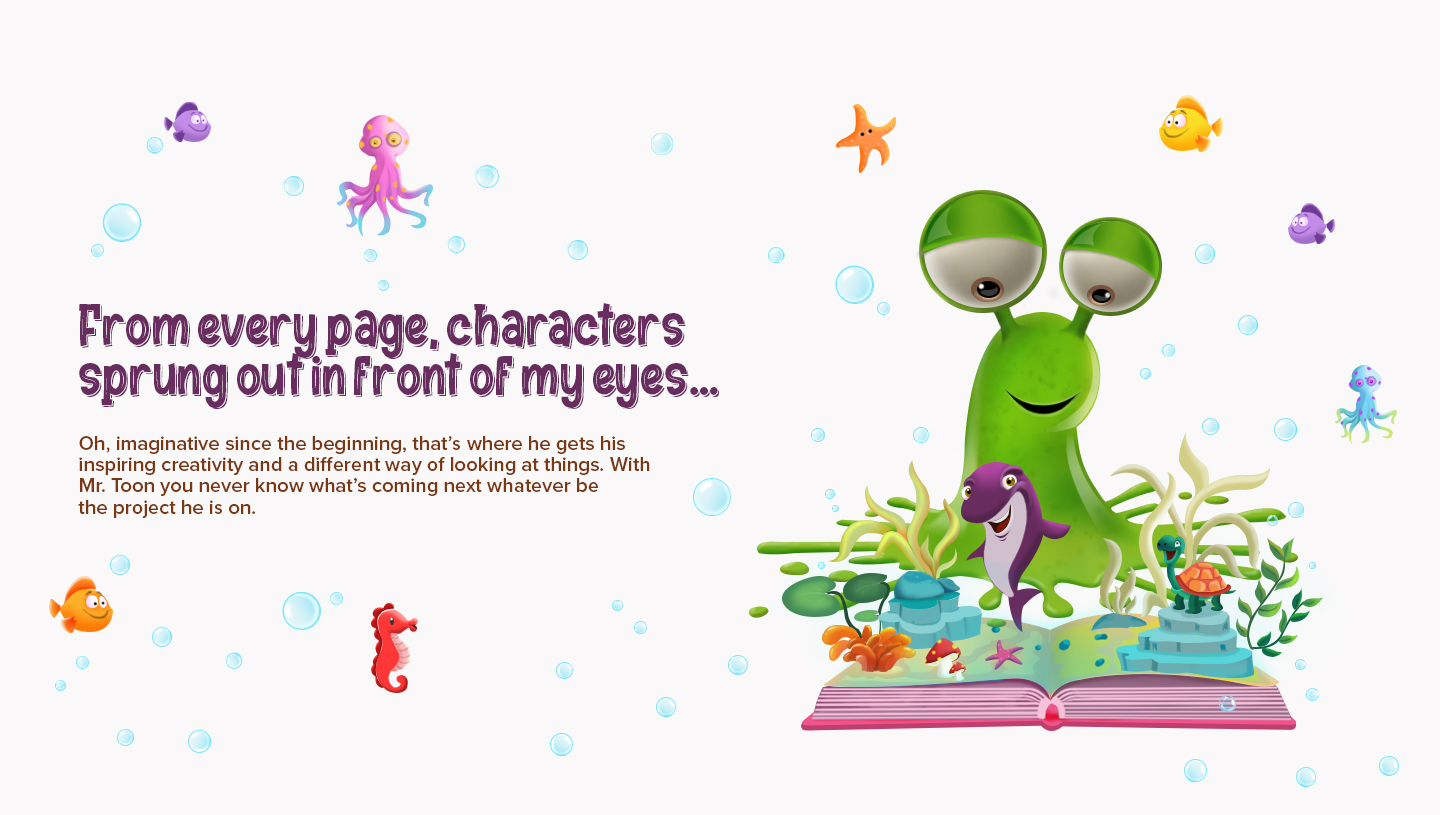 From every page, characters
sprung out in front of my eyes...
Oh, imaginative since the beginning, that’s where he gets his
inspiring creativity and a different way of looking at things. With
Mr. Toon you never know what’s coming next whatever be
the project he is on.